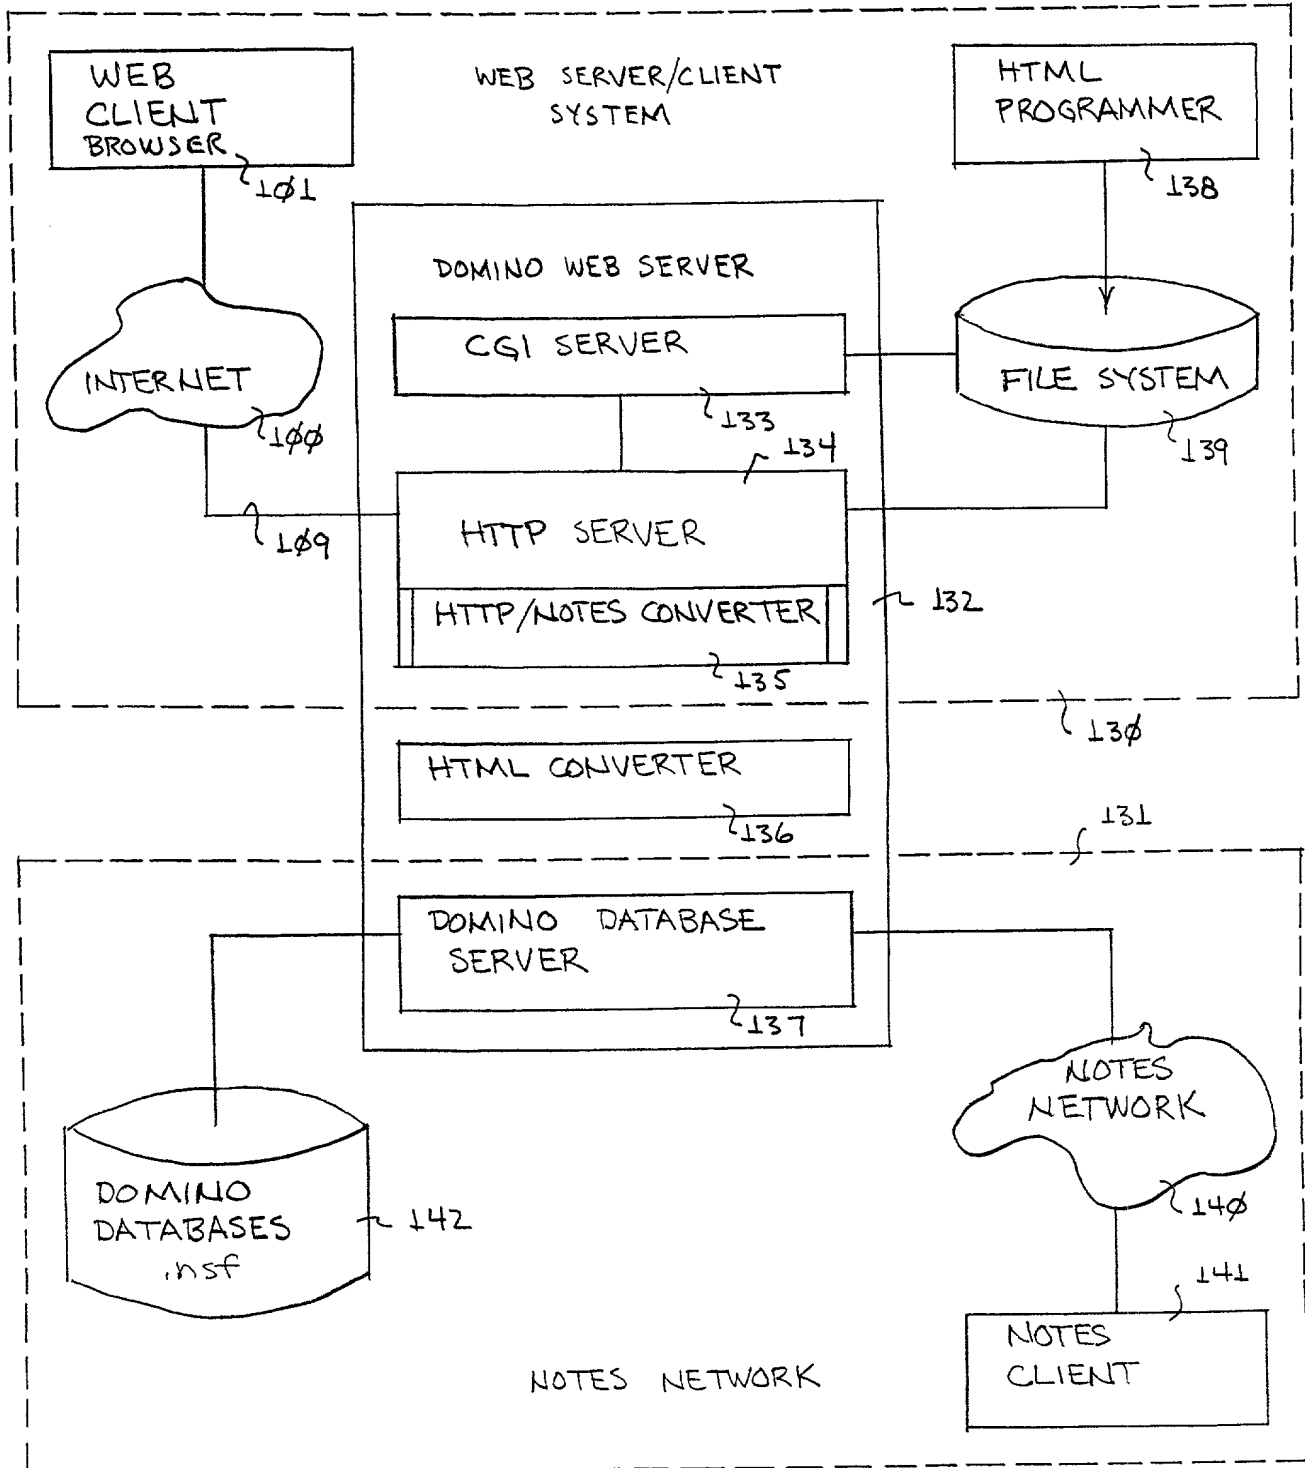 WEB
CLIENT
BROWSER
101
WEB SERVER/CLIENT
SYSTEM
HTML
PROGRAMMER
138
DOMINO WEB SERVER
CGI SERVER
133
INTERNET
100
FILE SYSTEM
139
134
HTTP SERVER
109
HTTP/NOTES CONVERTER
135
132
130
HTML CONVERTER
136
131
DOMINO DATABASE
SERVER
137
NOTES
NETWORK
140
DOMINO
DATABASES
.nsf
142
141
NOTES
CLIENT
NOTES NETWORK